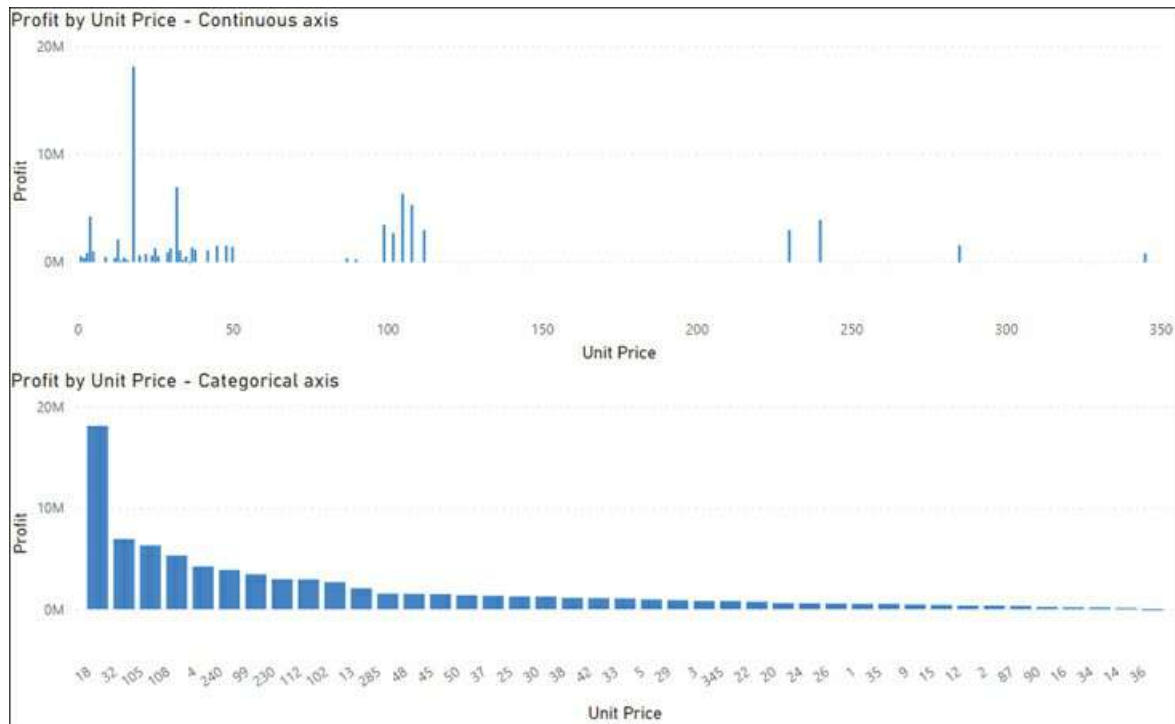 Profit by Unit Price - Continuous axis
20M
10M
0M
Profit
0 50 100 150 200 250 300 350
Unit Price
Profit by Unit Price - Categorical axis
20M
10M
0M
Profit
18 32 105 108 4 240 99 230 112 102 13 285 48 45 50 37 25 30 38 42 33 5 29 3 345 22 20 24 26 1 35 9 15 12 2 87 90 16 34 14 36
Unit Price